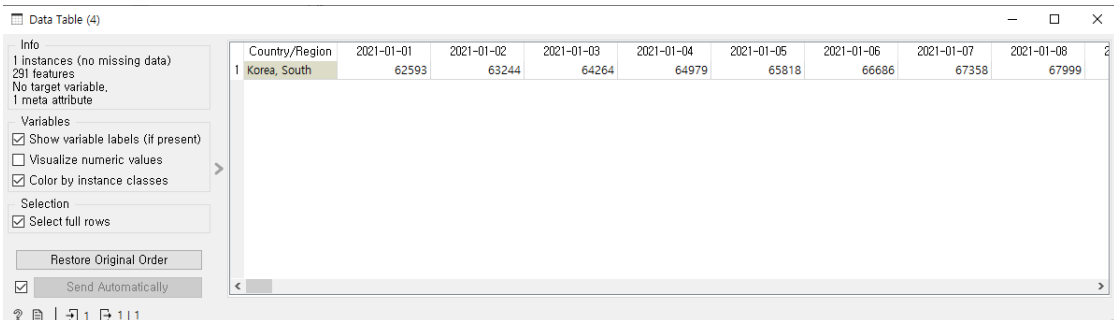 Data Table (4)
Info
1 instances (no missing data)
291 features
No target variable.
1 meta attribute
Variables
Show variable labels (if present)
Visualize numeric values
Color by instance classes
Selection
Select full rows
Restore Original Order
Send Automatically
1 1 | 1
Country/Region 2021-01-01 2021-01-02 2021-01-03 2021-01-04 2021-01-05 2021-01-06 2021-01-07 2021-01-08
1 Korea, South 62593 63244 64264 64979 65818 66686 67358 67999